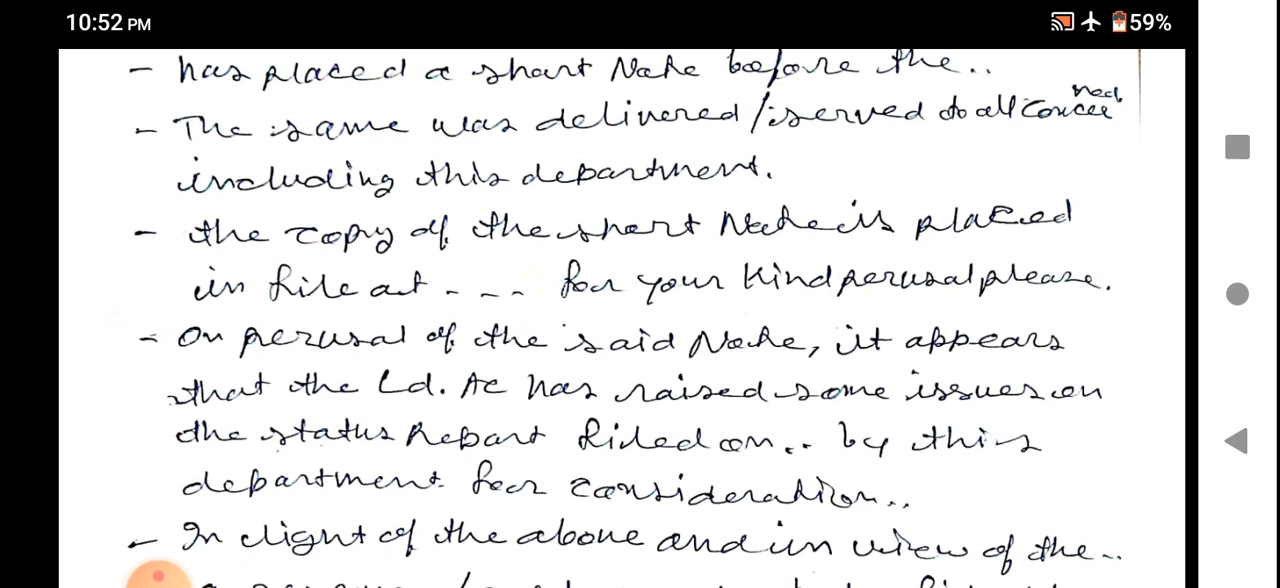 10:52 PM 59%
- has placed a short Note before the..
- The same was delivered/served to all concerned
including this department.
- the copy of the short Note is placed
in file at - - - for your kind perusal please.
- On perusal of the said Note, it appears
that the Ld. AC has raised some issues on
the status Report filed on .. by this
department for consideration..
- In light of the above and in view of the..